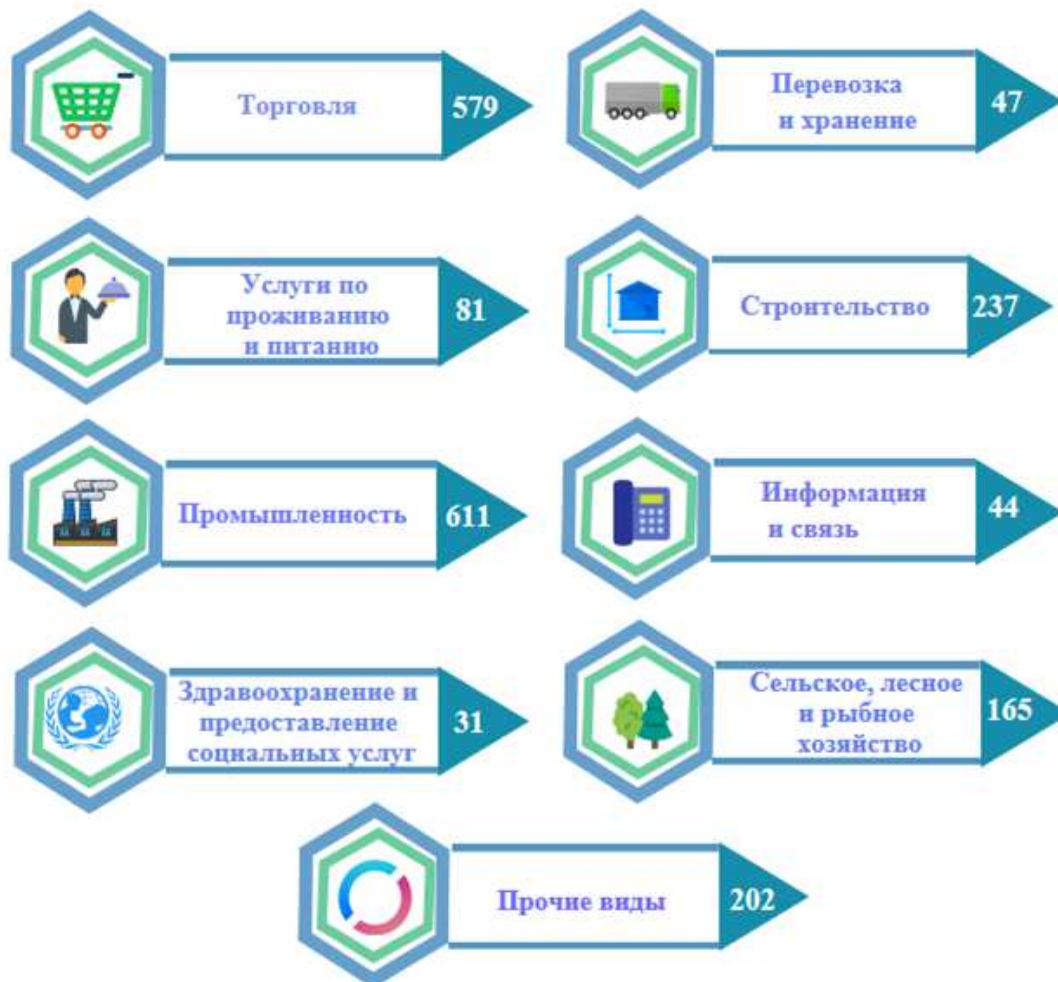 Торговля
579
Перевозка
и хранение
47
Услуги по
проживанию
и питанию
81
Строительство
237
Промышленность
611
Информация
и связь
44
Здравоохранение и
предоставление
социальных услуг
31
Сельское, лесное
и рыбное
хозяйство
165
Прочие виды
202